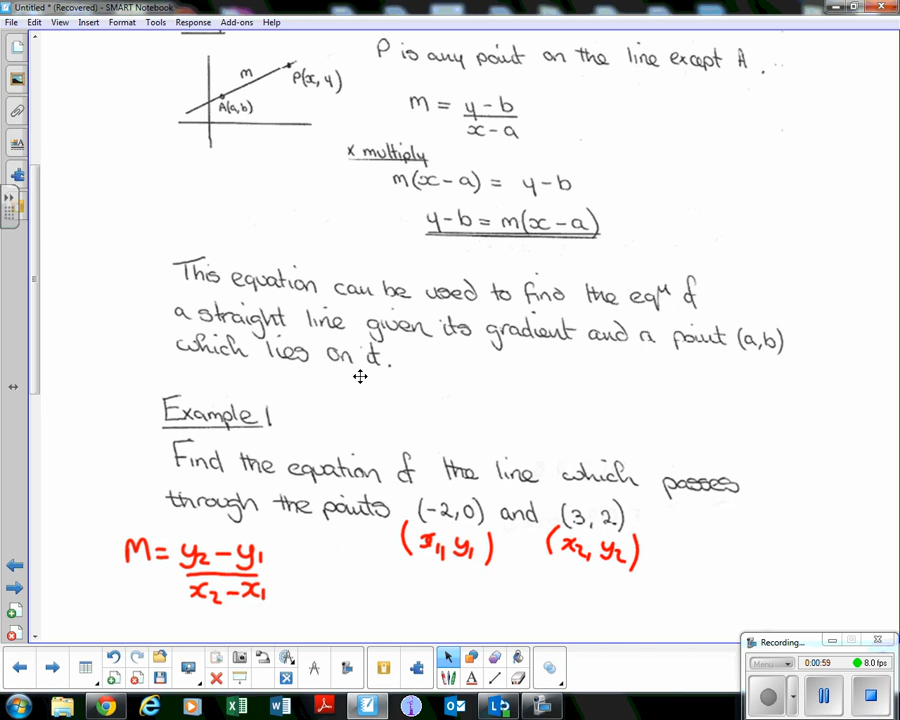 Untitled * (Recovered) - SMART Notebook
File Edit View Insert Format Tools Response Add-ons Help
P is any point on the line except A.
m
P(x, y)
A(a,b)
m = y - b
x - a
x multiply
m(x - a) = y - b
y - b = m(x - a)
This equation can be used to find the eqⁿ of
a straight line given its gradient and a point (a,b)
which lies on it.
Example 1
Find the equation of the line which passes
through the points (-2,0) and (3,2)
M = y₂ - y₁
x₂ - x₁
(x₁, y₁) (x₂, y₂)
Recording...
Menu
0:00:59
8.0 fps